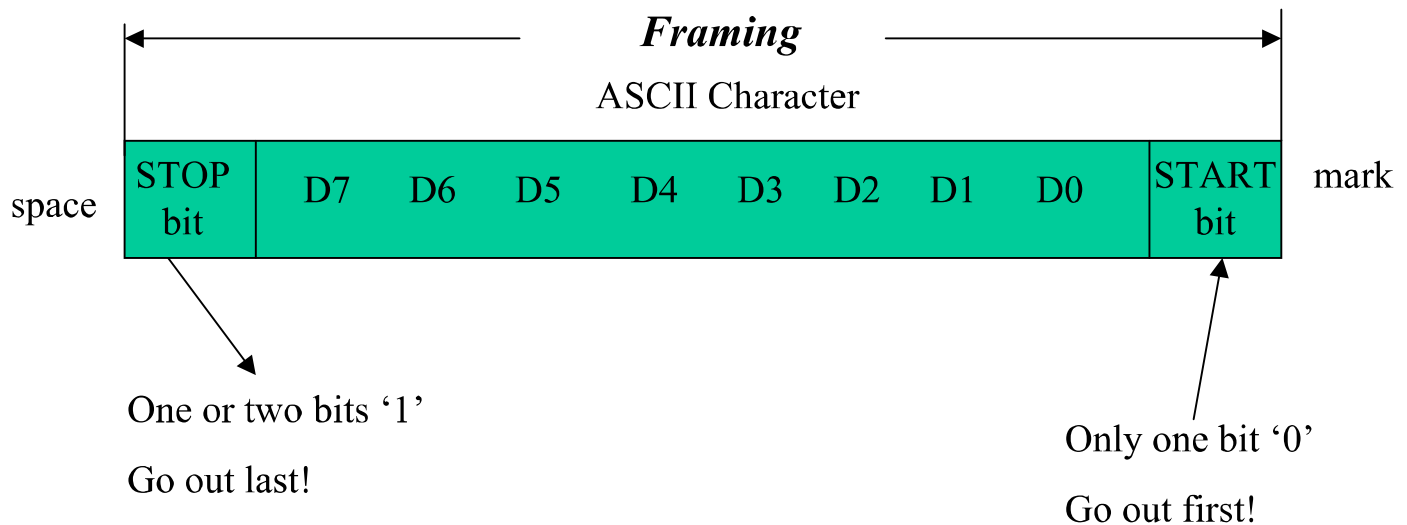 Framing
ASCII Character
space
STOP
bit
D7 D6 D5 D4 D3 D2 D1 D0
START
bit
mark
One or two bits ‘1’
Go out last!
Only one bit ‘0’
Go out first!